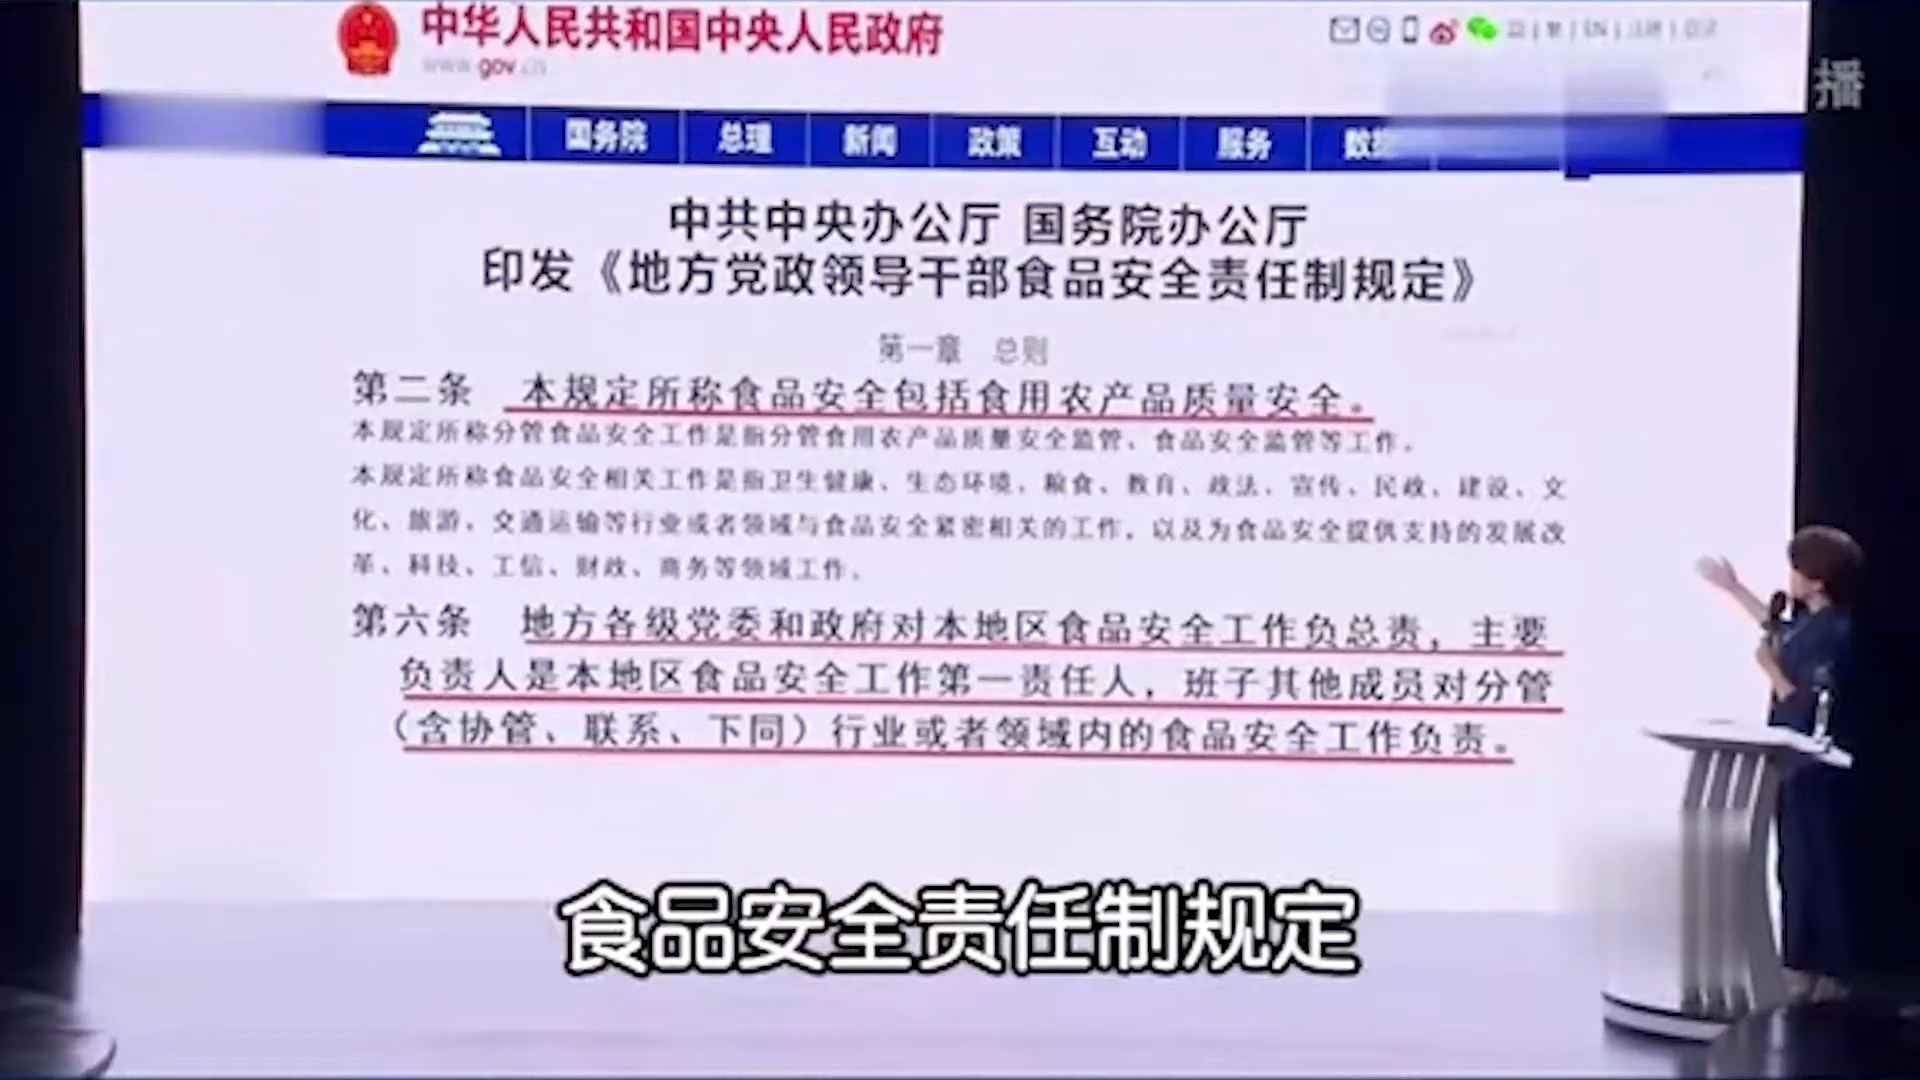 中华人民共和国中央人民政府
www.gov.cn
播
国务院 总理 新闻 政策 互动 服务 数据
中共中央办公厅 国务院办公厅
印发《地方党政领导干部食品安全责任制规定》
第一章 总则
第二条 本规定所称食品安全包括食用农产品质量安全。
本规定所称分管食品安全工作是指分管食用农产品质量安全监管、食品安全监管等工作。
本规定所称食品安全相关工作是指卫生健康、生态环境、粮食、教育、政法、宣传、民政、建设、文
化、旅游、交通运输等行业或者领域与食品安全紧密相关的工作,以及为食品安全提供支持的发展改
革、科技、工信、财政、商务等领域工作。
第六条 地方各级党委和政府对本地区食品安全工作负总责,主要
负责人是本地区食品安全工作第一责任人,班子其他成员对分管
(含协管、联系、下同)行业或者领域内的食品安全工作负责。
食品安全责任制规定